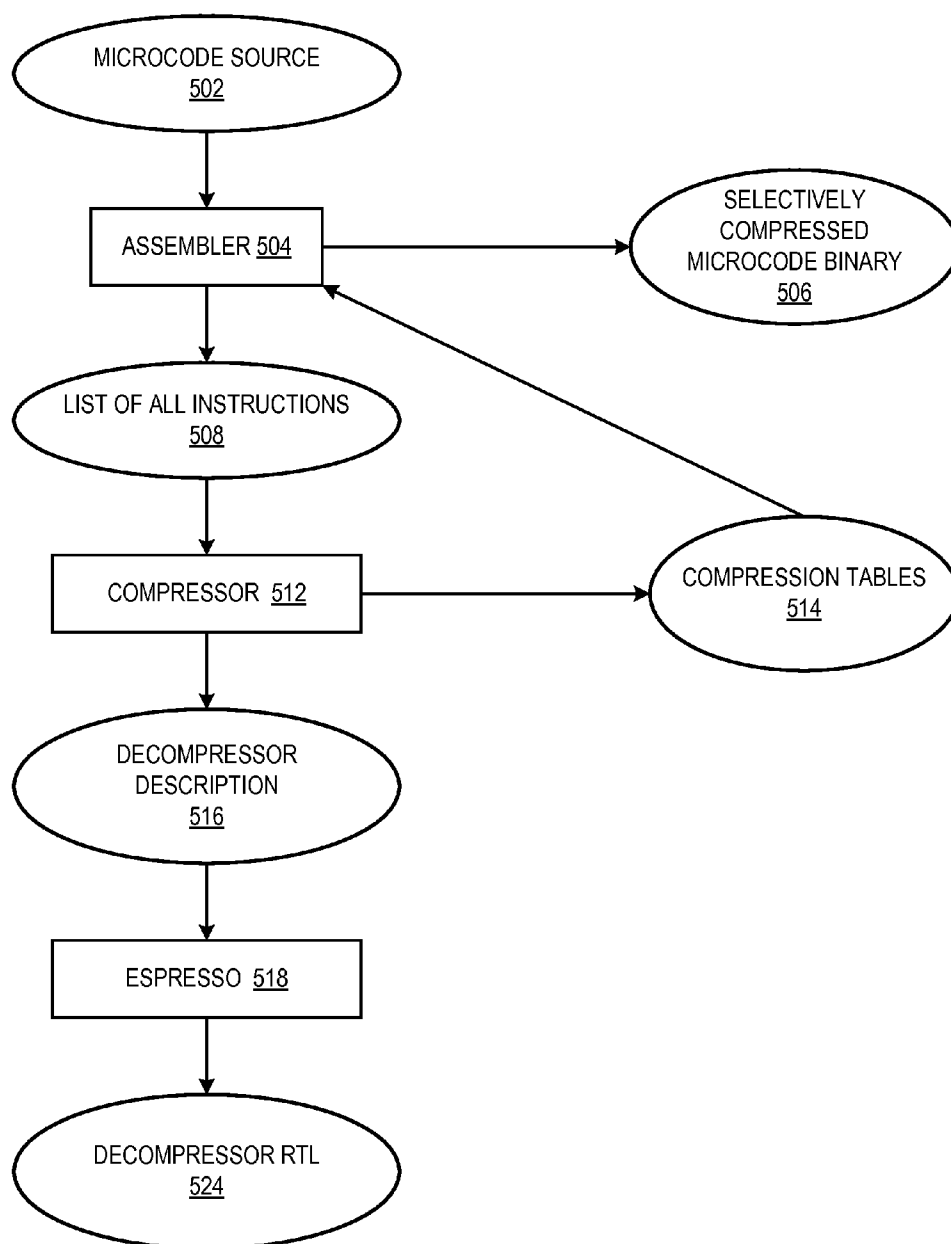 MICROCODE SOURCE
502
ASSEMBLER 504
SELECTIVELY
COMPRESSED
MICROCODE BINARY
506
LIST OF ALL INSTRUCTIONS
508
COMPRESSOR 512
COMPRESSION TABLES
514
DECOMPRESSOR
DESCRIPTION
516
ESPRESSO 518
DECOMPRESSOR RTL
524